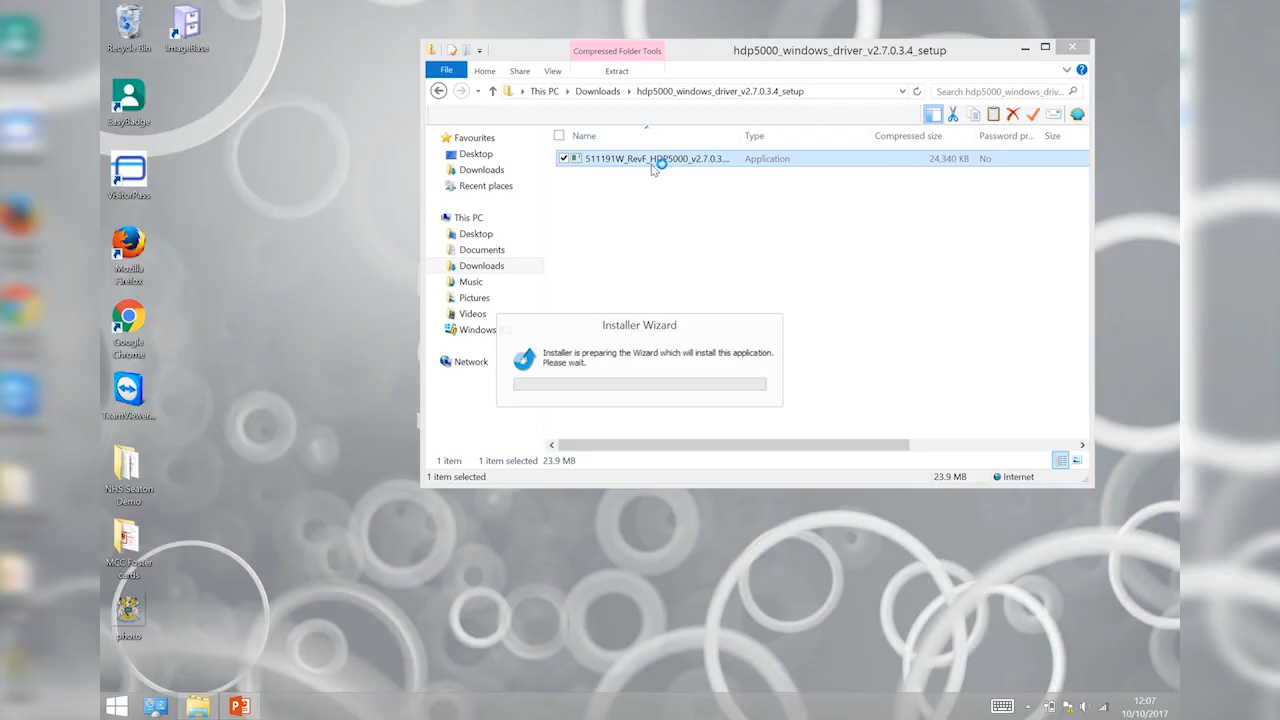 Recycle Bin
ImageBase
EasyBadge
VisitorPass
Mozilla
Firefox
Google
Chrome
TeamViewer...
NHS Seaton
Demo
MCC Foster
cards
photo
Compressed Folder Tools
hdp5000_windows_driver_v2.7.0.3.4_setup
File
Home
Share
View
Extract
This PC
Downloads
hdp5000_windows_driver_v2.7.0.3.4_setup
Search hdp5000_windows_driv...
Name
Type
Compressed size
Password pr...
Size
511191W_RevF_HDP5000_v2.7.0.3....
Application
24,340 KB
No
Favourites
Desktop
Downloads
Recent places
This PC
Desktop
Documents
Downloads
Music
Pictures
Videos
Windows
Network
Installer Wizard
Installer is preparing the Wizard which will install this application.
Please wait.
1 item
1 item selected 23.9 MB
1 item selected
23.9 MB
Internet
12:07
10/10/2017